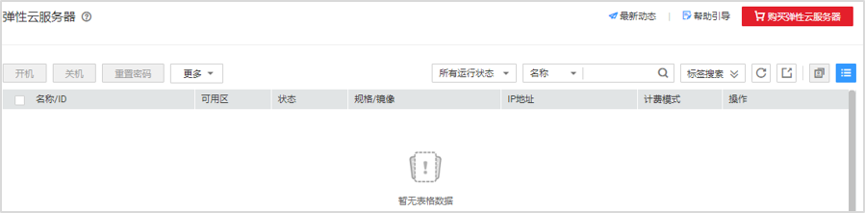 弹性云服务器 ?
最新动态 | 帮助引导 购买弹性云服务器
开机 关机 重置密码 更多 所有运行状态 名称 标签搜索
名称/ID 可用区 状态 规格/镜像 IP地址 计费模式 操作
暂无表格数据